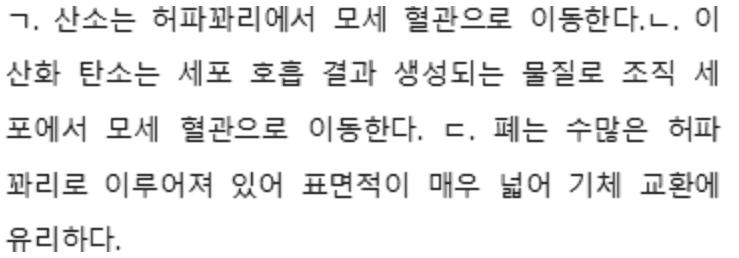 ㄱ. 산소는 허파꽈리에서 모세 혈관으로 이동한다.ㄴ. 이
산화 탄소는 세포 호흡 결과 생성되는 물질로 조직 세
포에서 모세 혈관으로 이동한다. ㄷ. 폐는 수많은 허파
꽈리로 이루어져 있어 표면적이 매우 넓어 기체 교환에
유리하다.